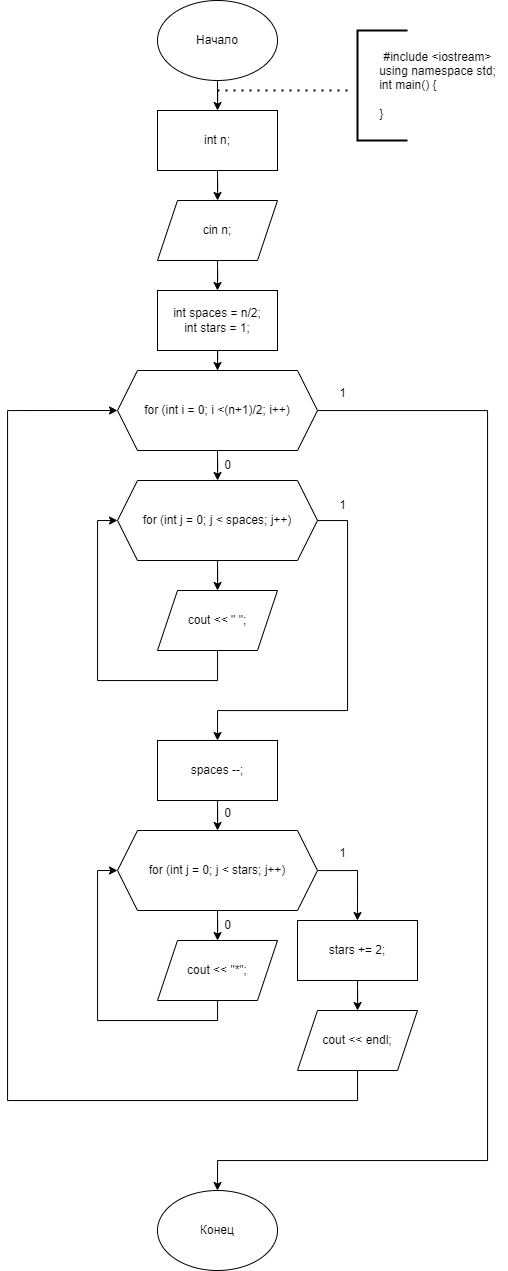 Начало
#include <iostream>
using namespace std;
int main() {
}
int n;
cin n;
int spaces = n/2;
int stars = 1;
for (int i = 0; i <(n+1)/2; i++)
1
0
for (int j = 0; j < spaces; j++)
1
cout << " ";
spaces --;
0
for (int j = 0; j < stars; j++)
1
0
cout << "*";
stars += 2;
cout << endl;
Конец